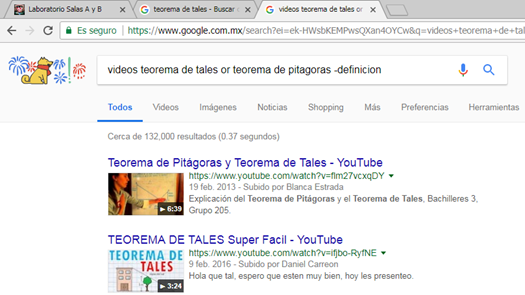 Laboratorio Salas A y B
teorema de tales - Buscar
videos teorema de tales or
Es seguro
https://www.google.com.mx/search?ei=ek-HWsbKEMPwsQXan4OYCw&q=videos+teorema+de+tal
videos teorema de tales or teorema de pitagoras -definicion
Todos Videos Imágenes Noticias Shopping Más Preferencias Herramientas
Cerca de 132,000 resultados (0.37 segundos)
Teorema de Pitágoras y Teorema de Tales - YouTube
https://www.youtube.com/watch?v=flm27vcxqDY
6:39
19 feb. 2013 - Subido por Blanca Estrada
Explicación del Teorema de Pitágoras y el Teorema de Tales, Bachilleres 3,
Grupo 205.
TEOREMA DE TALES Super Facil - YouTube
TEOREMA DE
TALES
3:24
https://www.youtube.com/watch?v=ifjbo-RyfNE
9 feb. 2016 - Subido por Daniel Carreon
Hola que tal, espero que esten muy bien, hoy les presenteo.